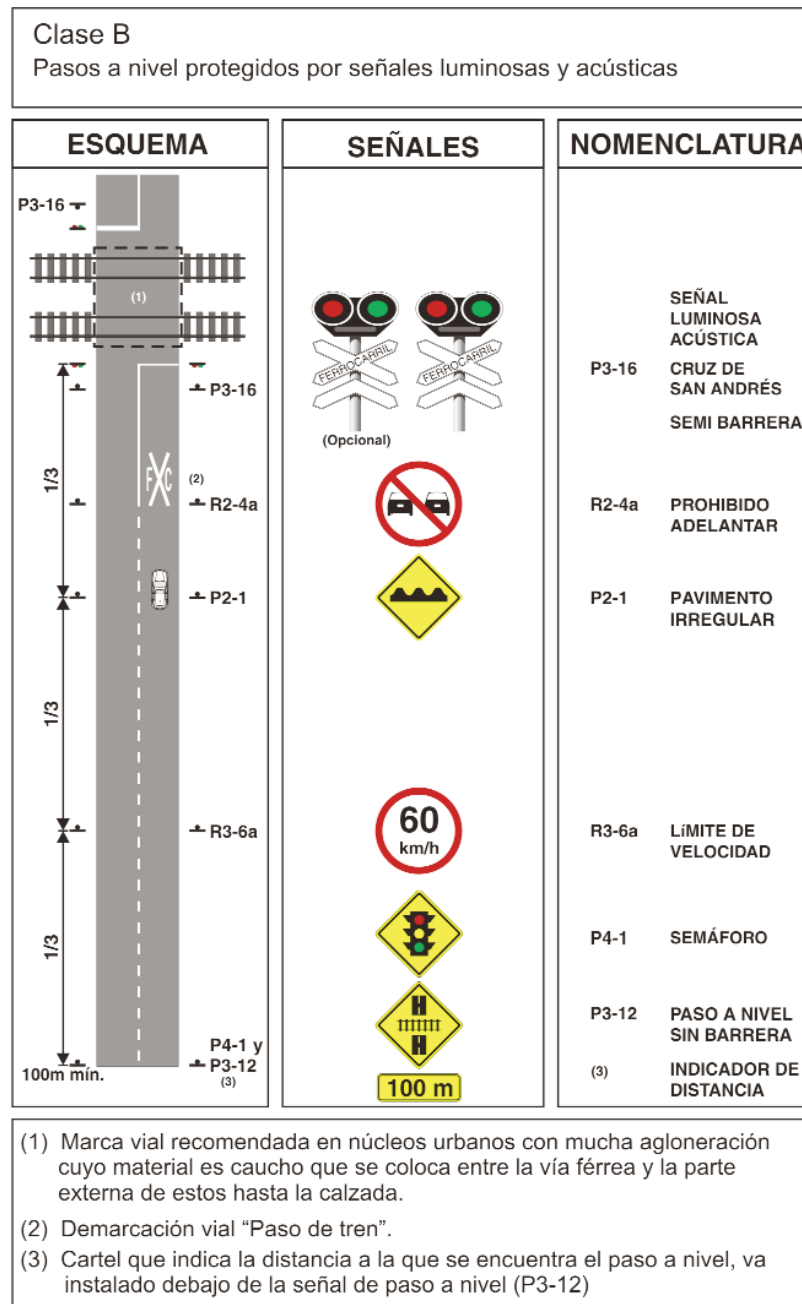 Clase B
Pasos a nivel protegidos por señales luminosas y acústicas
ESQUEMA
P3-16
(1)
P3-16
1/3
F C
(2)
R2-4a
P2-1
1/3
R3-6a
1/3
P4-1 y
100m mín.
P3-12
(3)
SEÑALES
FERROCARRIL
FERROCARRIL
(Opcional)
60
km/h
100 m
NOMENCLATURA
SEÑAL
LUMINOSA
ACÚSTICA
P3-16 CRUZ DE
SAN ANDRÉS
SEMI BARRERA
R2-4a PROHIBIDO
ADELANTAR
P2-1 PAVIMENTO
IRREGULAR
R3-6a LíMITE DE
VELOCIDAD
P4-1 SEMÁFORO
P3-12 PASO A NIVEL
SIN BARRERA
(3) INDICADOR DE
DISTANCIA
(1) Marca vial recomendada en núcleos urbanos con mucha agloneración
cuyo material es caucho que se coloca entre la vía férrea y la parte
externa de estos hasta la calzada.
(2) Demarcación vial “Paso de tren”.
(3) Cartel que indica la distancia a la que se encuentra el paso a nivel, va
instalado debajo de la señal de paso a nivel (P3-12)